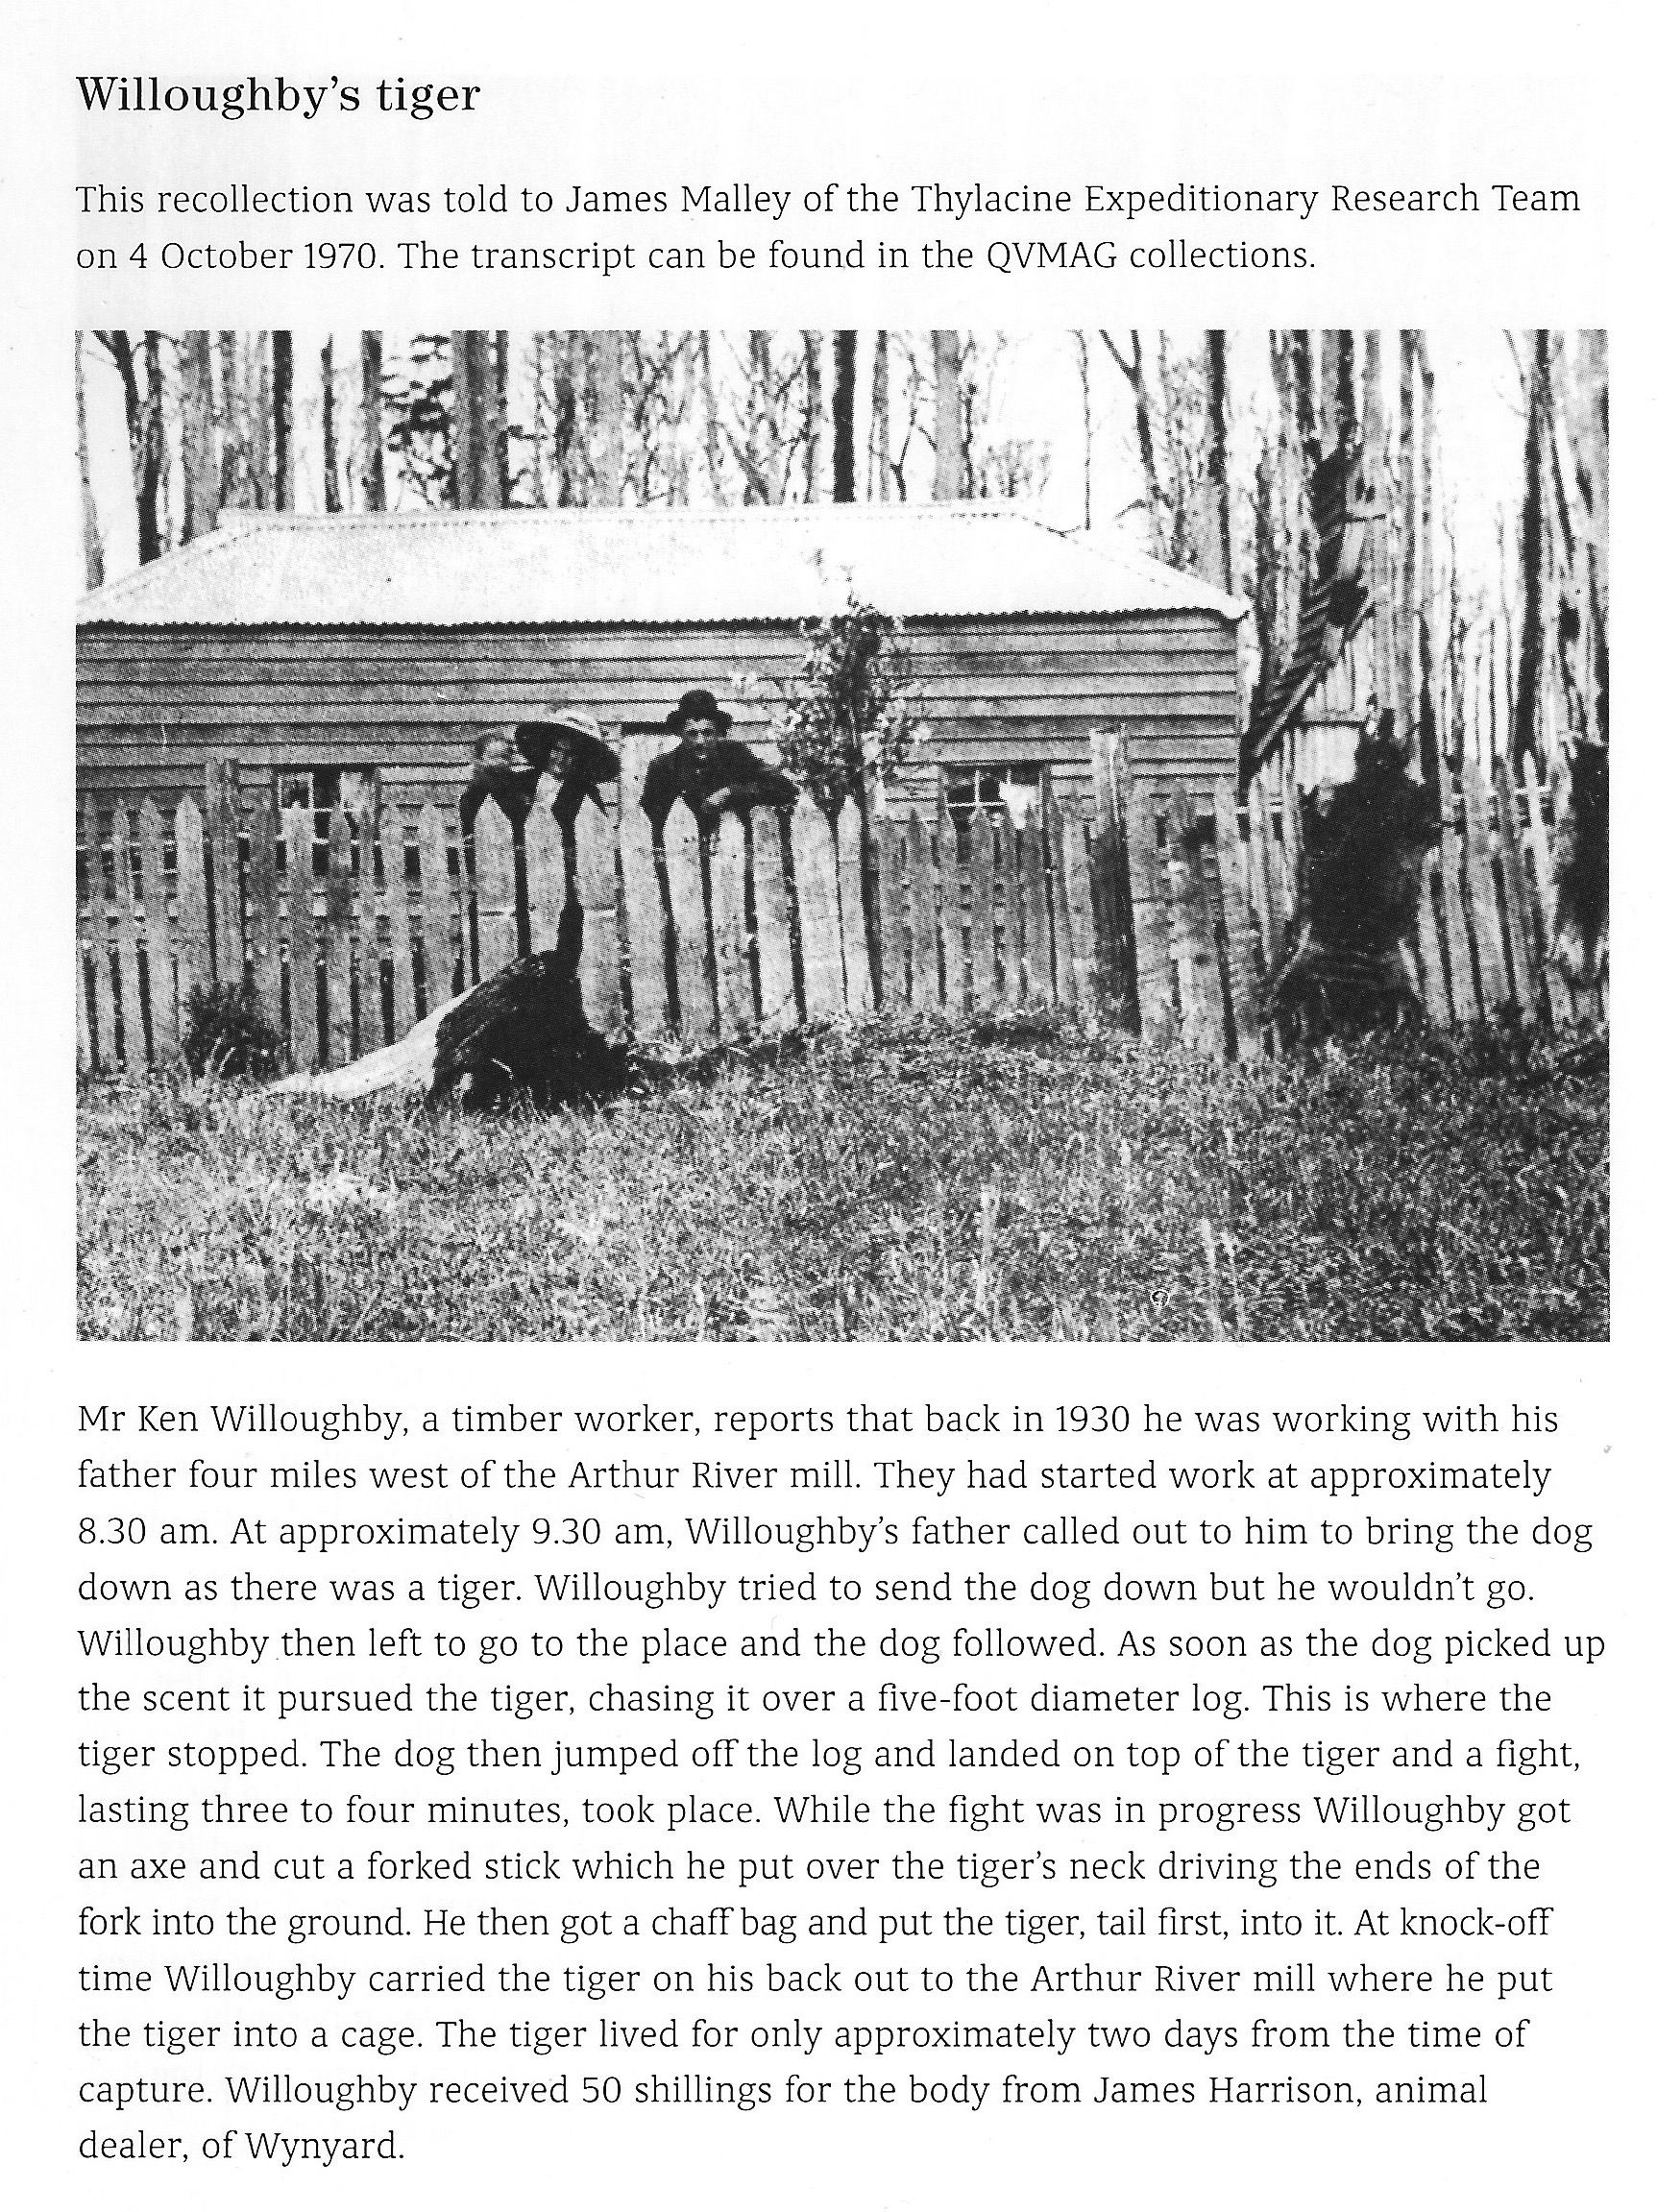 Willoughby’s tiger
This recollection was told to James Malley of the Thylacine Expeditionary Research Team
on 4 October 1970. The transcript can be found in the QVMAG collections.
Mr Ken Willoughby, a timber worker, reports that back in 1930 he was working with his
father four miles west of the Arthur River mill. They had started work at approximately
8.30 am. At approximately 9.30 am, Willoughby’s father called out to him to bring the dog
down as there was a tiger. Willoughby tried to send the dog down but he wouldn’t go.
Willoughby then left to go to the place and the dog followed. As soon as the dog picked up
the scent it pursued the tiger, chasing it over a five-foot diameter log. This is where the
tiger stopped. The dog then jumped off the log and landed on top of the tiger and a fight,
lasting three to four minutes, took place. While the fight was in progress Willoughby got
an axe and cut a forked stick which he put over the tiger’s neck driving the ends of the
fork into the ground. He then got a chaff bag and put the tiger, tail first, into it. At knock-off
time Willoughby carried the tiger on his back out to the Arthur River mill where he put
the tiger into a cage. The tiger lived for only approximately two days from the time of
capture. Willoughby received 50 shillings for the body from James Harrison, animal
dealer, of Wynyard.